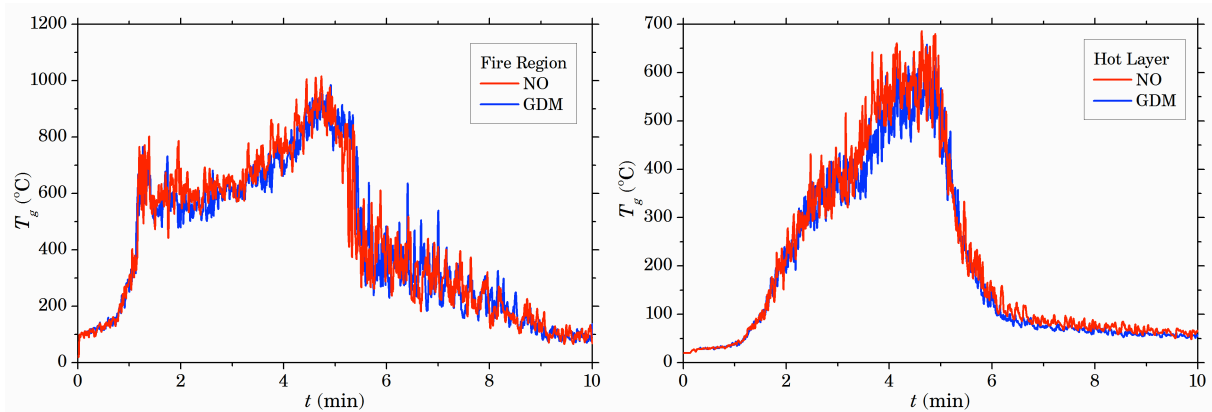 1200
1000
800
600
400
200
0
T_g (°C)
Fire Region
NO
GDM
0 2 4 6 8 10
t (min)
700
600
500
400
300
200
100
0
T_g (°C)
Hot Layer
NO
GDM
0 2 4 6 8 10
t (min)